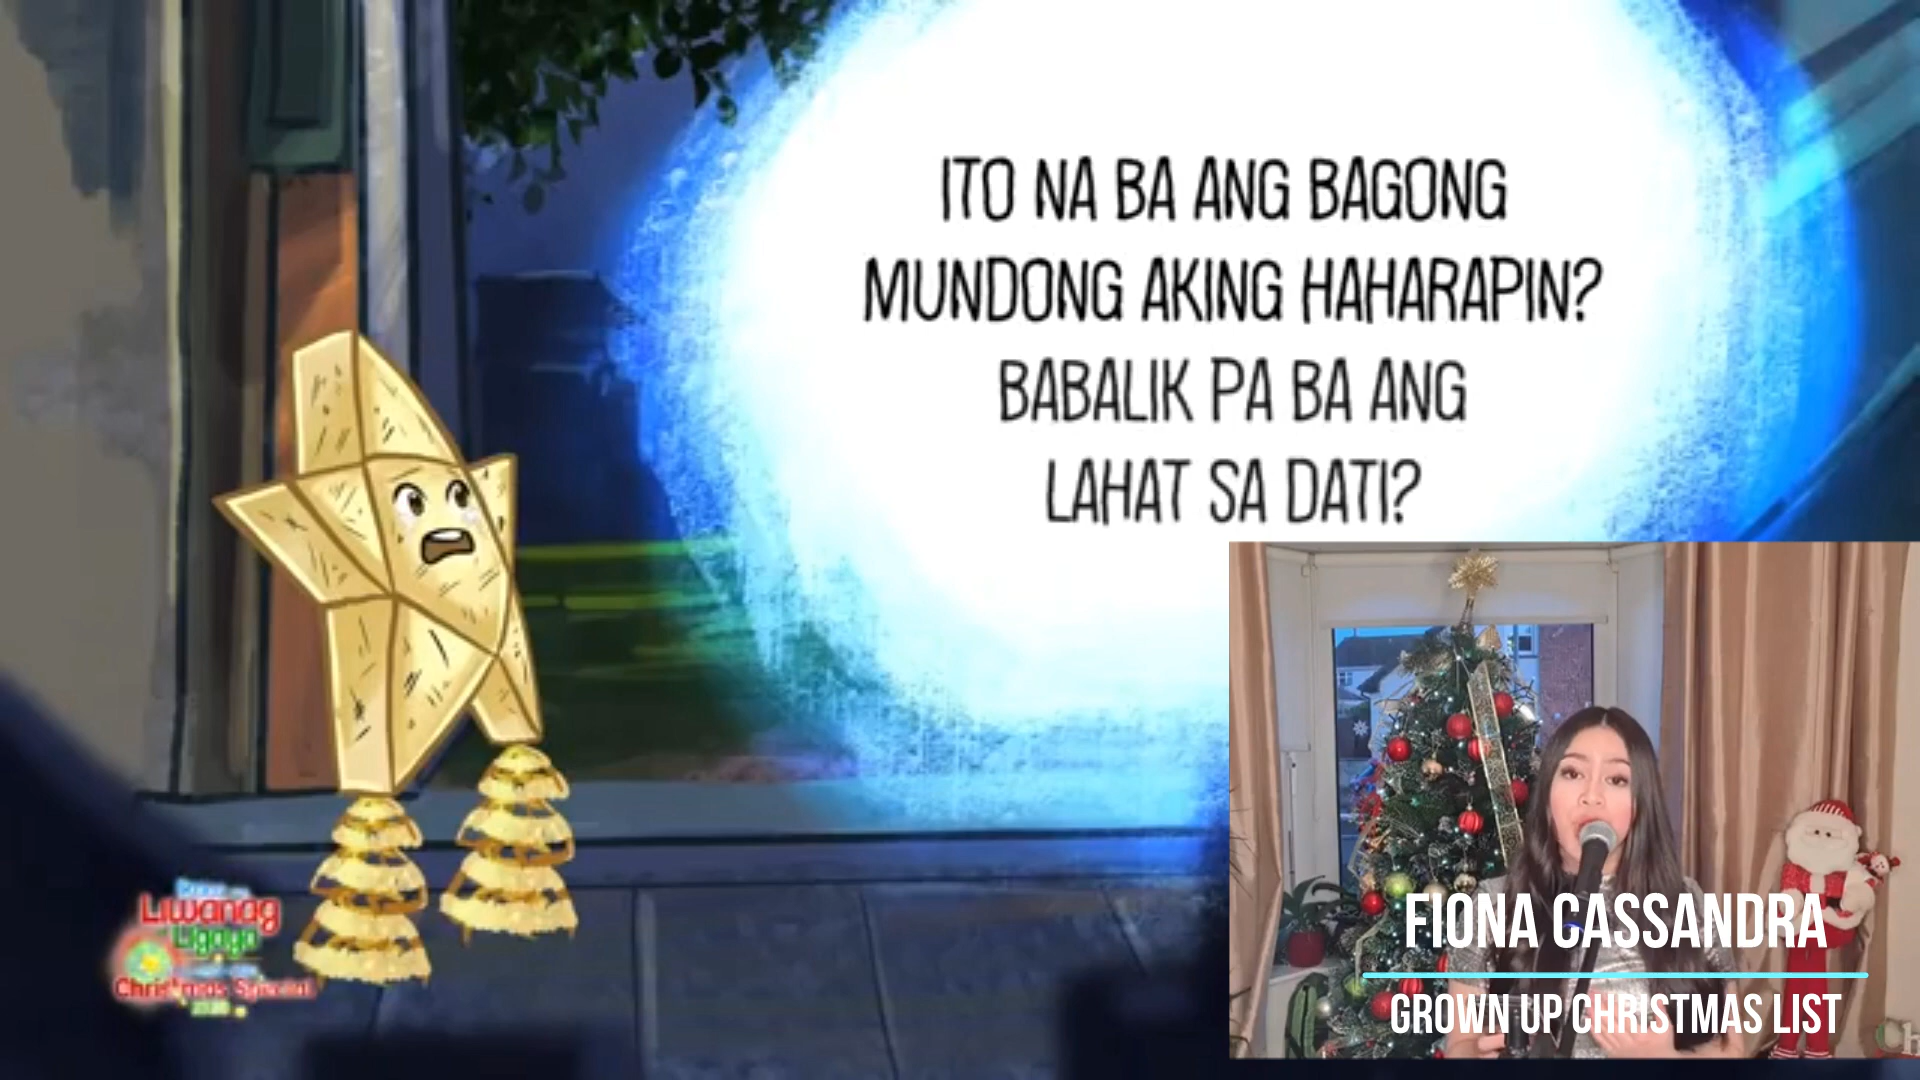 ITO NA BA ANG BAGONG
MUNDONG AKING HAHARAPIN?
BABALIK PA BA ANG
LAHAT SA DATI?
FIONA CASSANDRA
GROWN UP CHRISTMAS LIST
Liwanag
Ligaya
Christmas Special
Ch